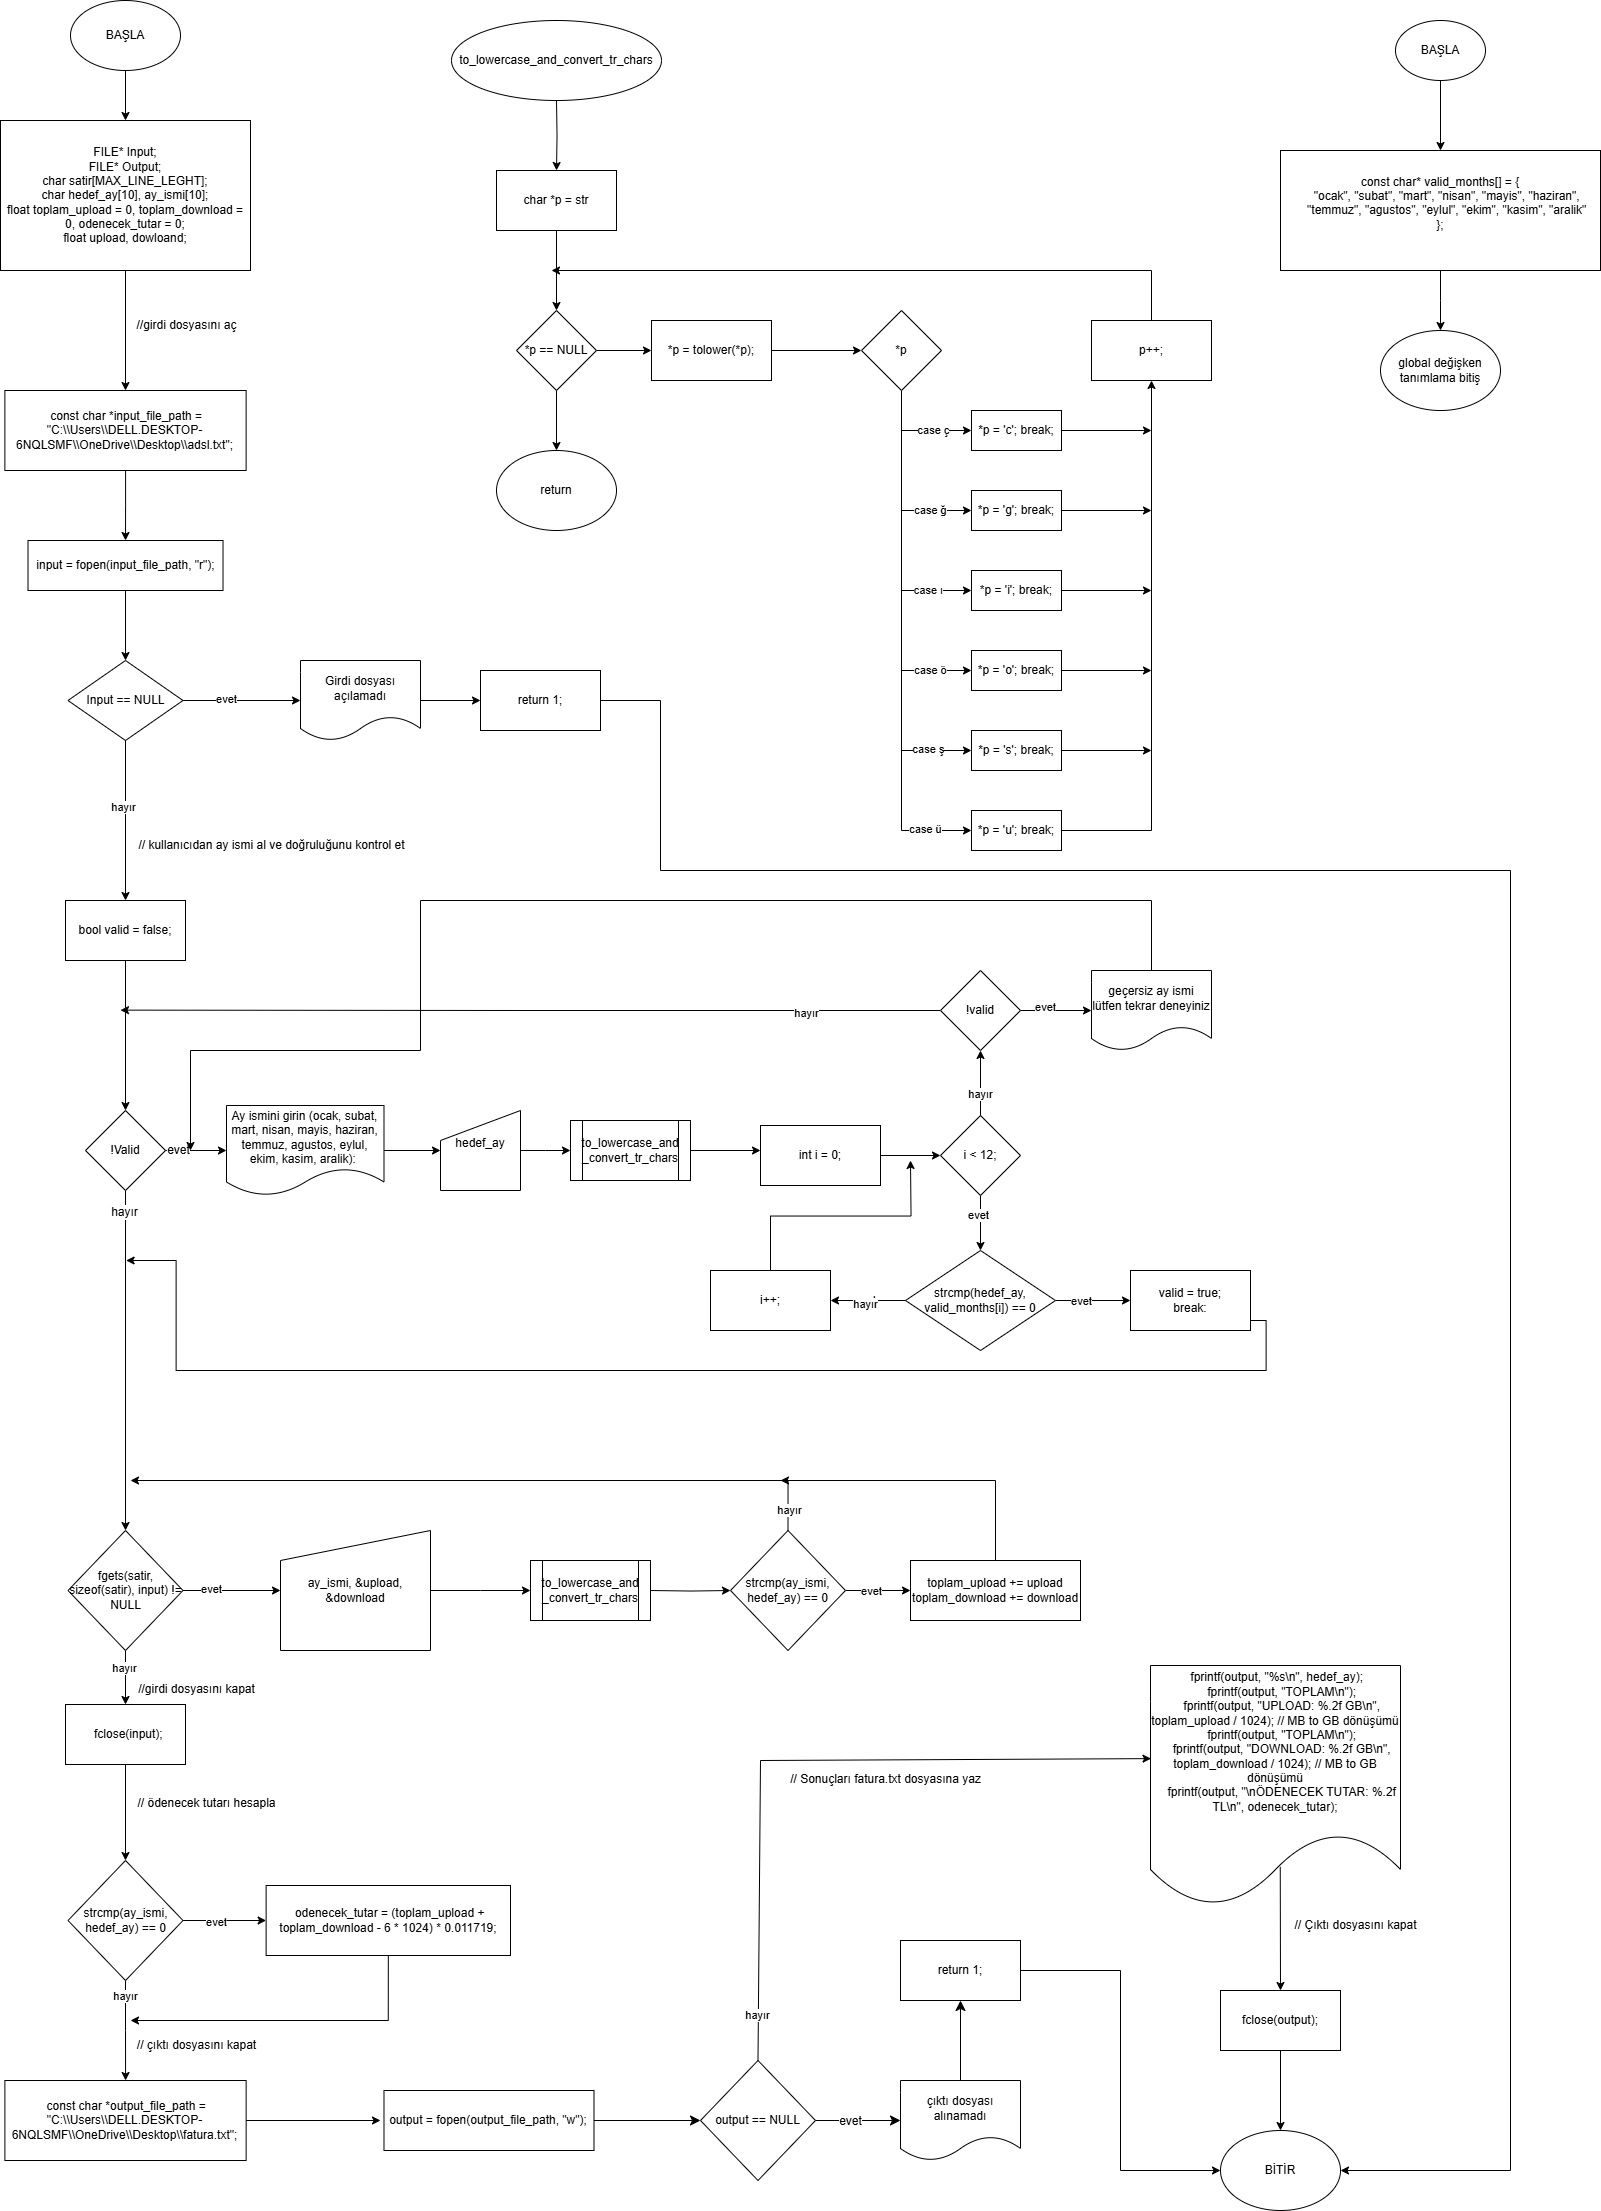 BAŞLA
FILE* Input;
FILE* Output;
char satir[MAX_LINE_LEGHT];
char hedef_ay[10], ay_ismi[10];
float toplam_upload = 0, toplam_download =
0, odenecek_tutar = 0;
float upload, dowloand;
//girdi dosyasını aç
const char *input_file_path =
"C:\\Users\\DELL.DESKTOP-
6NQLSMF\\OneDrive\\Desktop\\adsl.txt";
input = fopen(input_file_path, "r");
Input == NULL
evet
Girdi dosyası
açılamadı
return 1;
hayır
// kullanıcıdan ay ismi al ve doğruluğunu kontrol et
bool valid = false;
to_lowercase_and_convert_tr_chars
char *p = str
*p == NULL
*p = tolower(*p);
*p
p++;
return
case ç
*p = 'c'; break;
case ğ
*p = 'g'; break;
case ı
*p = 'i'; break;
case ö
*p = 'o'; break;
case ş
*p = 's'; break;
case ü
*p = 'u'; break;
BAŞLA
const char* valid_months[] = {
"ocak", "subat", "mart", "nisan", "mayis", "haziran",
"temmuz", "agustos", "eylul", "ekim", "kasim", "aralik"
};
global değişken
tanımlama bitiş
hayır
!valid
evet
geçersiz ay ismi
lütfen tekrar deneyiniz
hayır
!Valid
evet
Ay ismini girin (ocak, subat,
mart, nisan, mayis, haziran,
temmuz, agustos, eylul,
ekim, kasim, aralik):
hedef_ay
to_lowercase_and
_convert_tr_chars
int i = 0;
i < 12;
hayır
evet
i++;
hayır
strcmp(hedef_ay,
valid_months[i]) == 0
evet
valid = true;
break:
hayır
fgets(satir,
sizeof(satir), input) !=
NULL
evet
ay_ismi, &upload,
&download
to_lowercase_and
_convert_tr_chars
strcmp(ay_ismi,
hedef_ay) == 0
evet
toplam_upload += upload
toplam_download += download
hayır
//girdi dosyasını kapat
fclose(input);
// ödenecek tutarı hesapla
strcmp(ay_ismi,
hedef_ay) == 0
evet
odenecek_tutar = (toplam_upload +
toplam_download - 6 * 1024) * 0.011719;
hayır
// çıktı dosyasını kapat
const char *output_file_path =
"C:\\Users\\DELL.DESKTOP-
6NQLSMF\\OneDrive\\Desktop\\fatura.txt";
output = fopen(output_file_path, "w");
output == NULL
evet
çıktı dosyası
alınamadı
return 1;
hayır
// Sonuçları fatura.txt dosyasına yaz
fprintf(output, "%s\n", hedef_ay);
fprintf(output, "TOPLAM\n");
fprintf(output, "UPLOAD: %.2f GB\n",
toplam_upload / 1024); // MB to GB dönüşümü
fprintf(output, "TOPLAM\n");
fprintf(output, "DOWNLOAD: %.2f GB\n",
toplam_download / 1024); // MB to GB
dönüşümü
fprintf(output, "\nÖDENECEK TUTAR: %.2f
TL\n", odenecek_tutar);
// Çıktı dosyasını kapat
fclose(output);
BİTİR